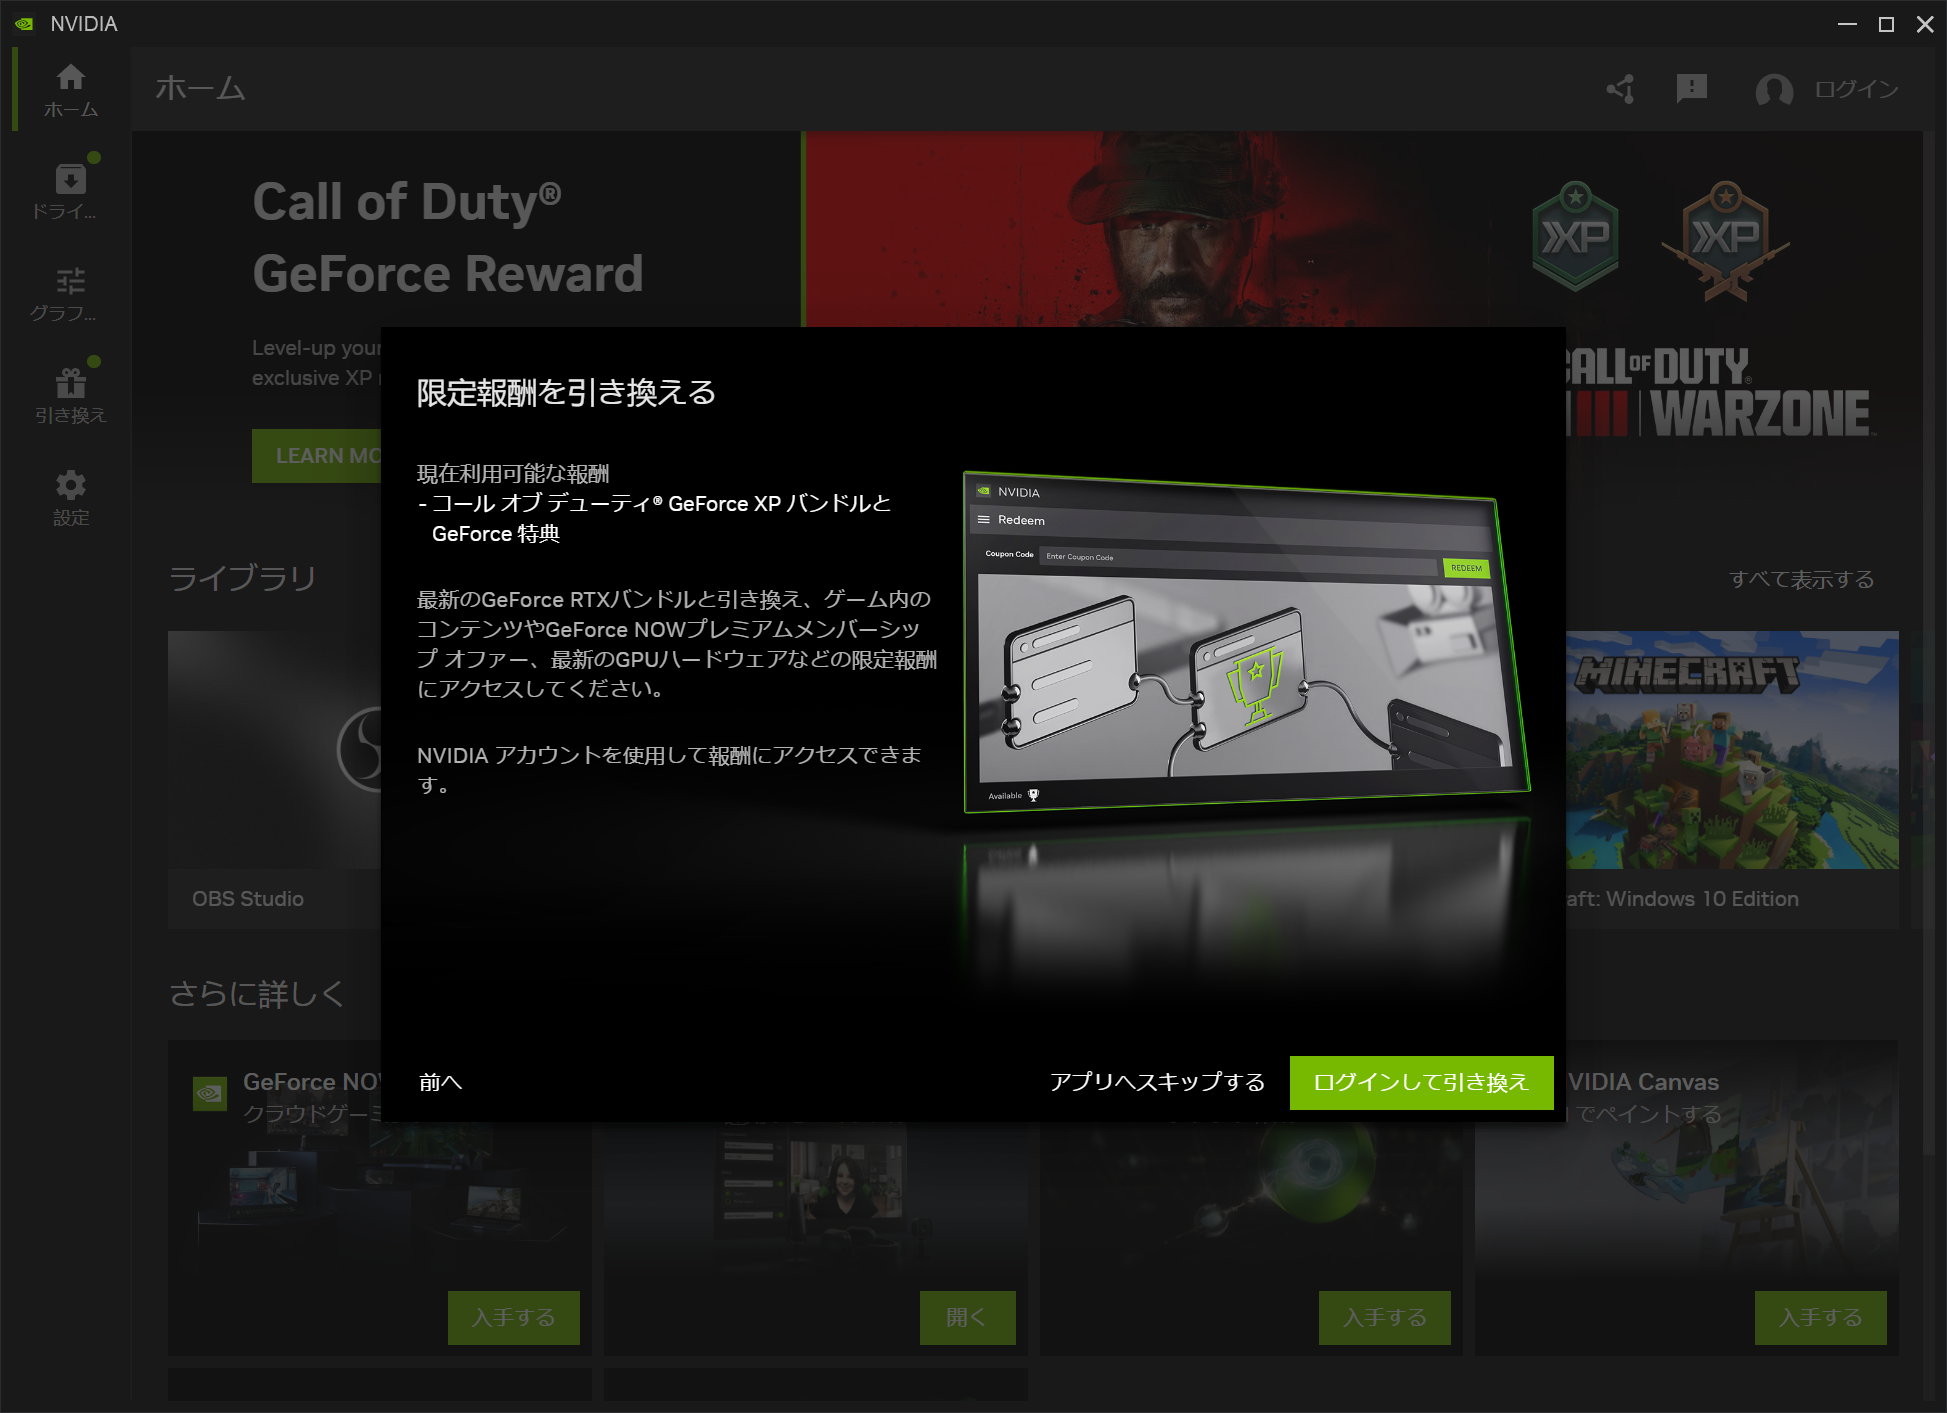 NVIDIA
ホーム
ホーム
ログイン
ドライ...
グラフ...
引き換え
設定
Call of Duty®
GeForce Reward
Level-up your
exclusive XP
LEARN MO
XP
XP
CALL OF DUTY®
III | WARZONE™
限定報酬を引き換える
現在利用可能な報酬
- コール オブ デューティ® GeForce XP バンドルと
GeForce 特典
最新のGeForce RTXバンドルと引き換え、ゲーム内の
コンテンツやGeForce NOWプレミアムメンバーシッ
プ オファー、最新のGPUハードウェアなどの限定報酬
にアクセスしてください。
NVIDIA アカウントを使用して報酬にアクセスできま
す。
NVIDIA
Redeem
Coupon Code
Enter Coupon Code
REDEEM
Available
前へ
アプリへスキップする
ログインして引き換え
ライブラリ
すべて表示する
OBS Studio
MINECRAFT
aft: Windows 10 Edition
さらに詳しく
GeForce NO
クラウドゲーミ
VIDIA Canvas
でペイントする
入手する
開く
入手する
入手する